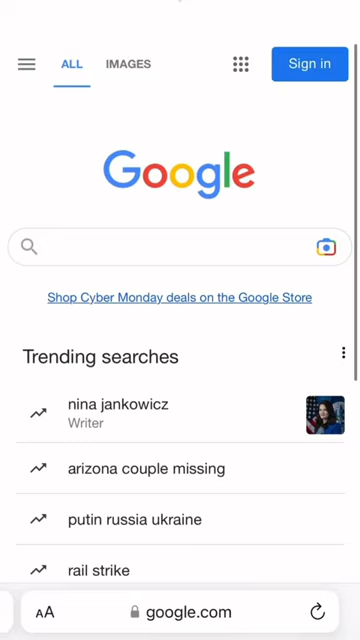 ALL IMAGES Sign in
Google
Shop Cyber Monday deals on the Google Store
Trending searches
nina jankowicz
Writer
arizona couple missing
putin russia ukraine
rail strike
AA google.com